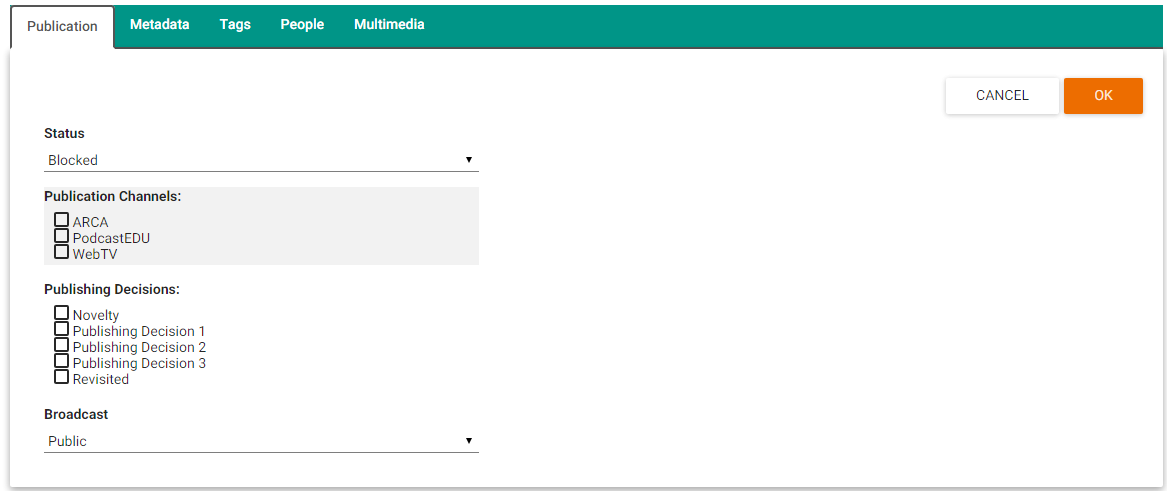 Publication Metadata Tags People Multimedia
CANCEL OK
Status
Blocked
Publication Channels:
ARCA
PodcastEDU
WebTV
Publishing Decisions:
Novelty
Publishing Decision 1
Publishing Decision 2
Publishing Decision 3
Revisited
Broadcast
Public